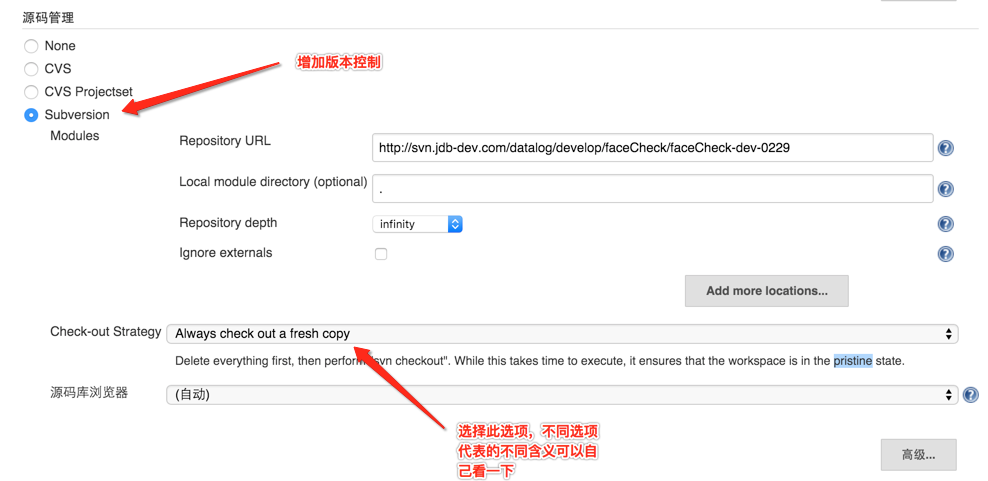 源码管理
None
增加版本控制
CVS
CVS Projectset
Subversion
Modules
Repository URL
http://svn.jdb-dev.com/datalog/develop/faceCheck/faceCheck-dev-0229
Local module directory (optional)
.
Repository depth
infinity
Ignore externals
Add more locations...
Check-out Strategy
Always check out a fresh copy
Delete everything first, then perform "svn checkout". While this takes time to execute, it ensures that the workspace is in the pristine state.
源码库浏览器
(自动)
选择此选项，不同选项
代表的不同含义可以自
己看一下
高级...